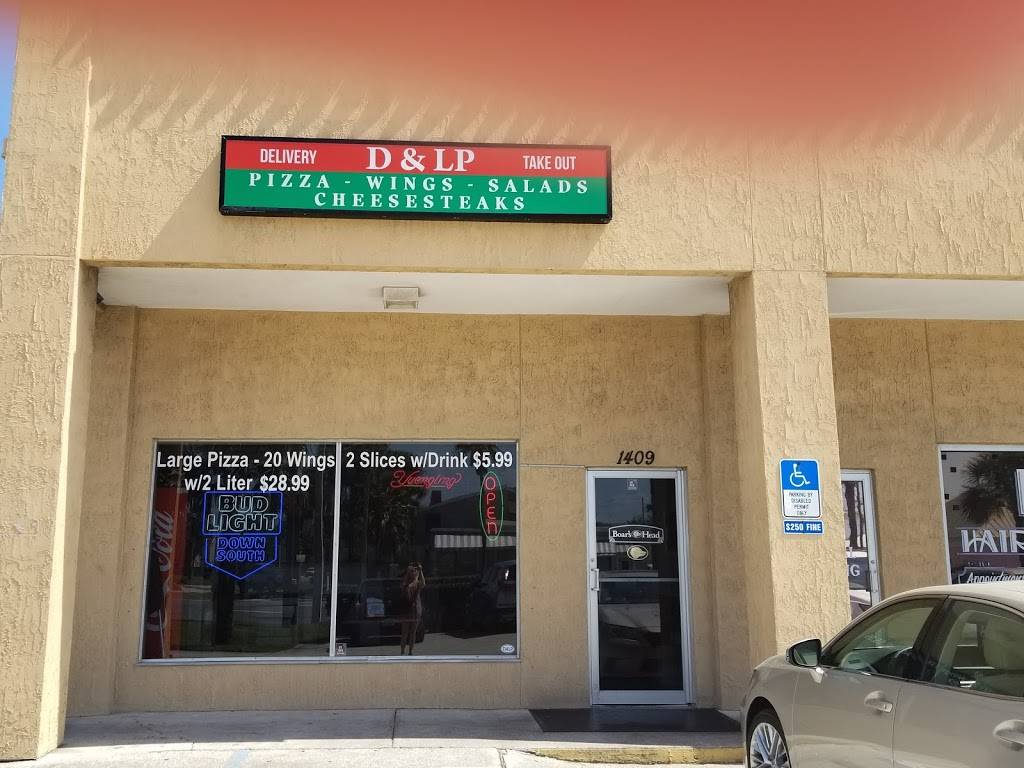 DELIVERY D & LP TAKE OUT
PIZZA - WINGS - SALADS
CHEESESTEAKS
Large Pizza - 20 Wings
w/2 Liter $28.99
2 Slices w/Drink $5.99
Yuengling
OPEN
BUD
LIGHT
DOWN
SOUTH
1409
Boar's Head
PARKING BY
DISABLED
PERMIT
ONLY
$250 FINE
HAIR